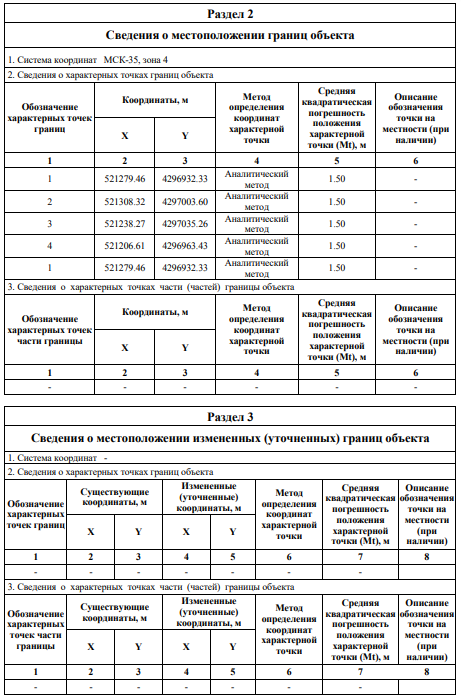 Раздел 2
Сведения о местоположении границ объекта
1. Система координат МСК-35, зона 4
2. Сведения о характерных точках границ объекта
Обозначение характерных точек границ
Координаты, м
Метод определения координат характерной точки
Средняя квадратическая погрешность положения характерной точки (Mt), м
Описание обозначения точки на местности (при наличии)
X Y
1 2 3 4 5 6
1 521279.46 4296932.33 Аналитический метод 1.50 -
2 521308.32 4297003.60 Аналитический метод 1.50 -
3 521238.27 4297035.26 Аналитический метод 1.50 -
4 521206.61 4296963.43 Аналитический метод 1.50 -
1 521279.46 4296932.33 Аналитический метод 1.50 -
3. Сведения о характерных точках части (частей) границы объекта
Обозначение характерных точек части границы
Координаты, м
Метод определения координат характерной точки
Средняя квадратическая погрешность положения характерной точки (Mt), м
Описание обозначения точки на местности (при наличии)
X Y
1 2 3 4 5 6
- - - - - -
Раздел 3
Сведения о местоположении измененных (уточненных) границ объекта
1. Система координат -
2. Сведения о характерных точках границ объекта
Обозначение характерных точек границ
Существующие координаты, м
Измененные (уточненные) координаты, м
Метод определения координат характерной точки
Средняя квадратическая погрешность положения характерной точки (Mt), м
Описание обозначения точки на местности (при наличии)
X Y X Y
1 2 3 4 5 6 7 8
- - - - - - -
3. Сведения о характерных точках части (частей) границы объекта
Обозначение характерных точек части границы
Существующие координаты, м
Измененные (уточненные) координаты, м
Метод определения координат характерной точки
Средняя квадратическая погрешность положения характерной точки (Mt), м
Описание обозначения точки на местности (при наличии)
X Y X Y
1 2 3 4 5 6 7 8
- - - - - - - -